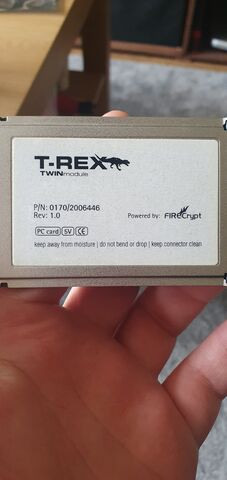 T-REX
TWINmodule
P/N: 0170/2006446
Rev: 1.0
Powered by: FIRECrypt
PC card 5V CE
keep away from moisture | do not bend or drop | keep connector clean